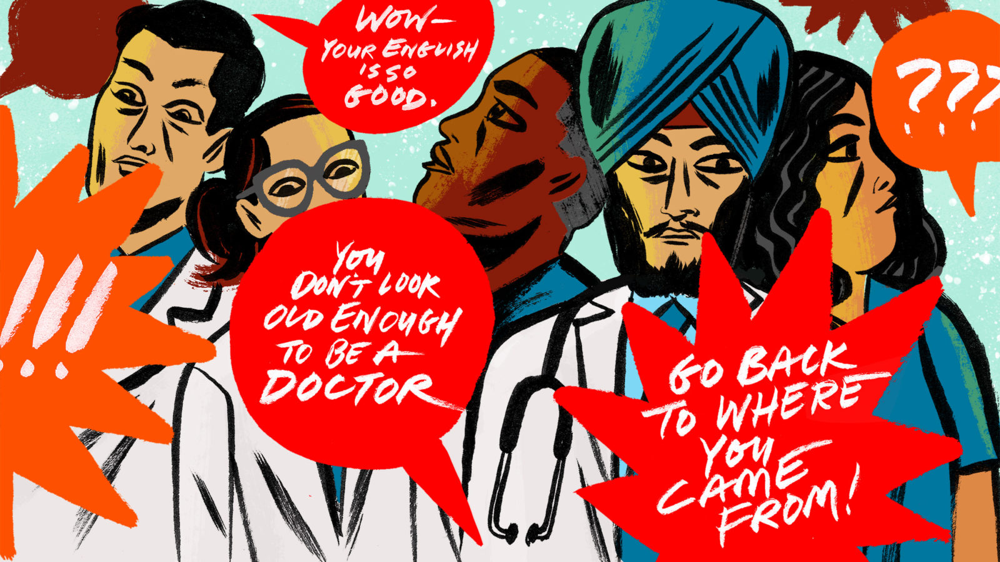 WOW—
YOUR ENGLISH
IS SO
GOOD.
???
!!!
YOU
DON'T LOOK
OLD ENOUGH
TO BE A
DOCTOR
GO BACK
TO WHERE
YOU
CAME
FROM!